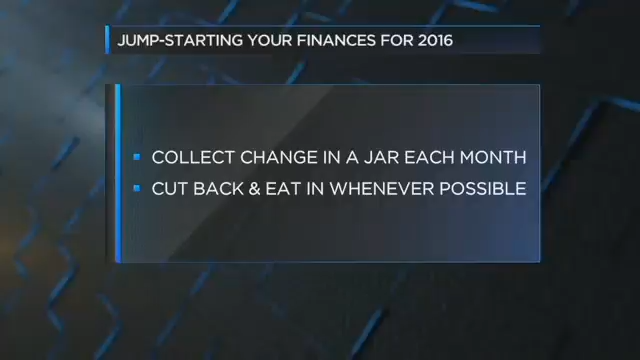 JUMP-STARTING YOUR FINANCES FOR 2016
COLLECT CHANGE IN A JAR EACH MONTH
CUT BACK & EAT IN WHENEVER POSSIBLE